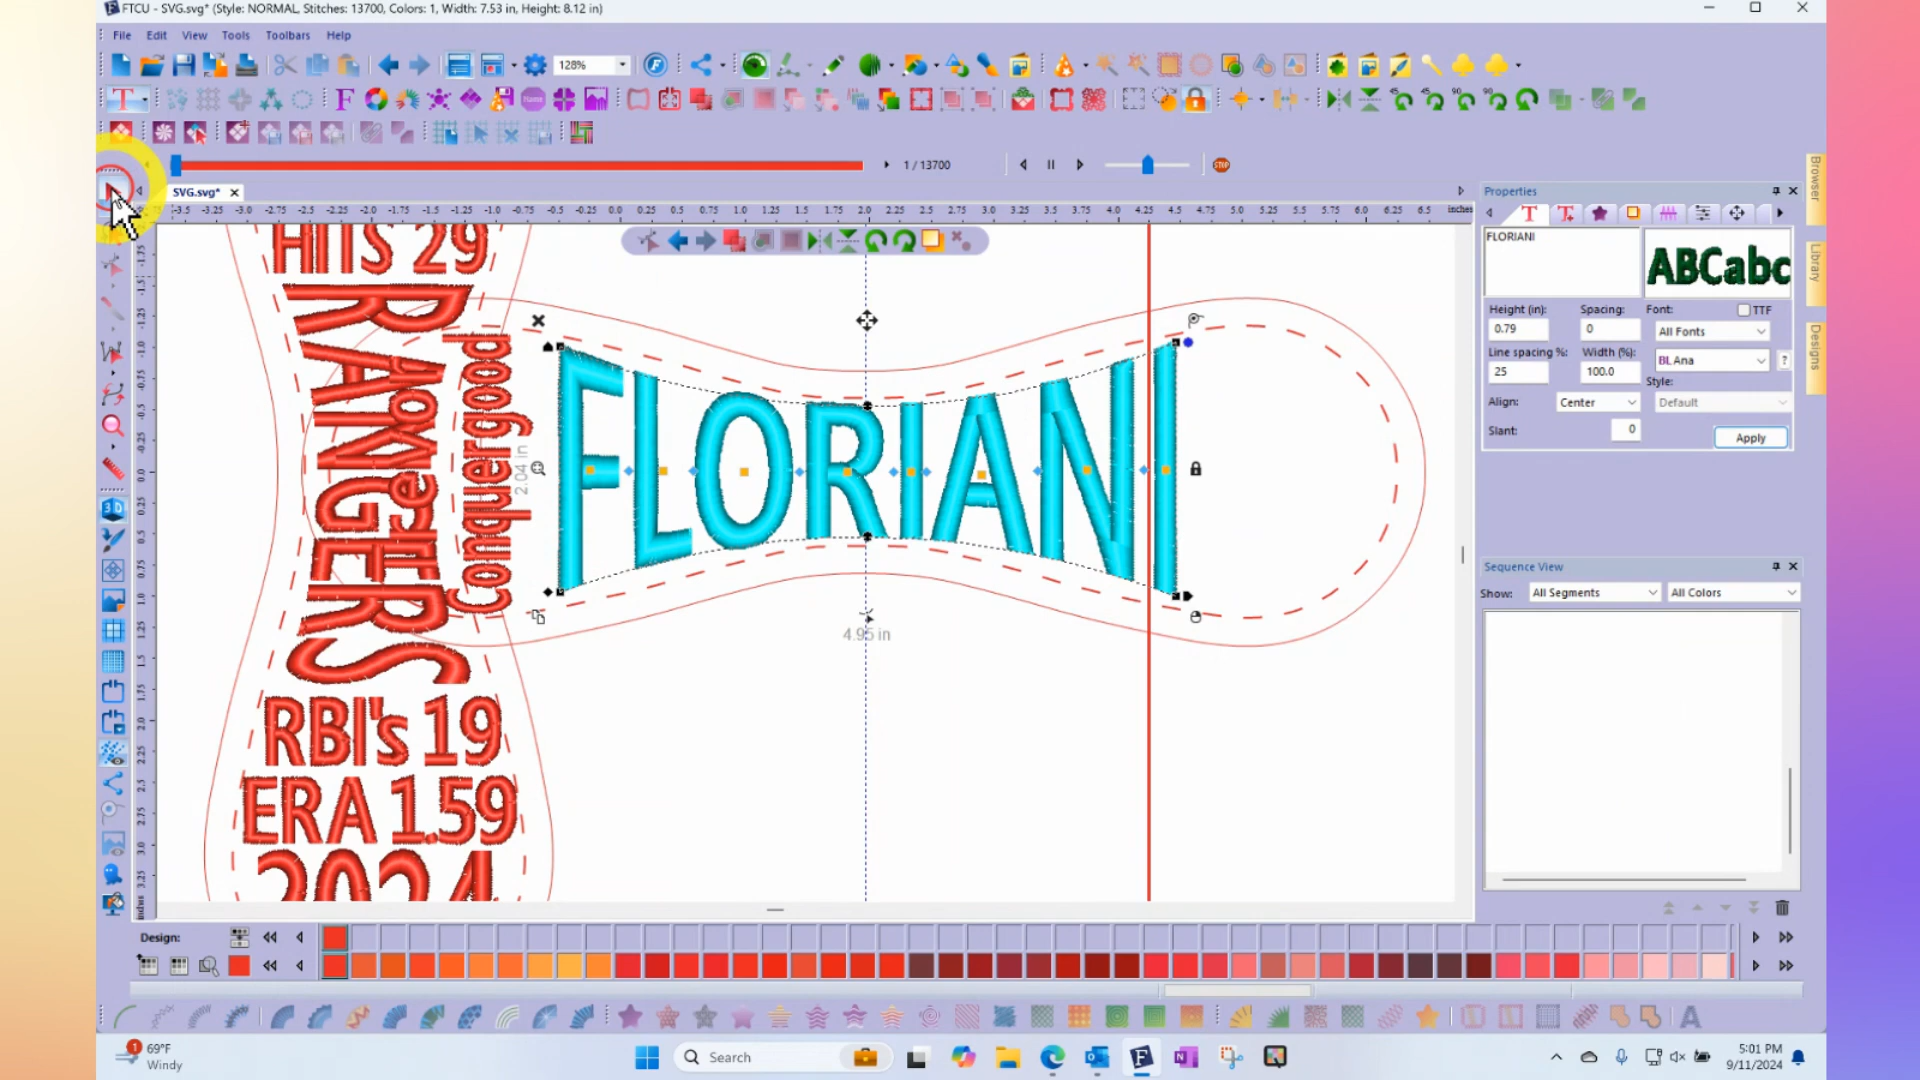 FTCU - SVG.svg* (Style: NORMAL, Stitches: 13700, Colors: 1, Width: 7.53 in, Height: 8.12 in)
File Edit View Tools Toolbars Help
128%
1 / 13700
STOP
SVG.svg*
Properties
FLORIANI
ABCabc
Height (in): Spacing: Font: TTF
0.79 0 All Fonts
Line spacing %: Width (%):
25 100.0 BL Ana ?
Style:
Align: Center Default
Slant: 0
Apply
Browser
Library
Designs
inches
HITS 29
RANGERS
Conquergood
RBI's 19
ERA 1.59
2024
FLORIANI
2.04 in
4.95 in
Sequence View
Show: All Segments All Colors
Design:
69°F
Windy
Search
5:01 PM
9/11/2024